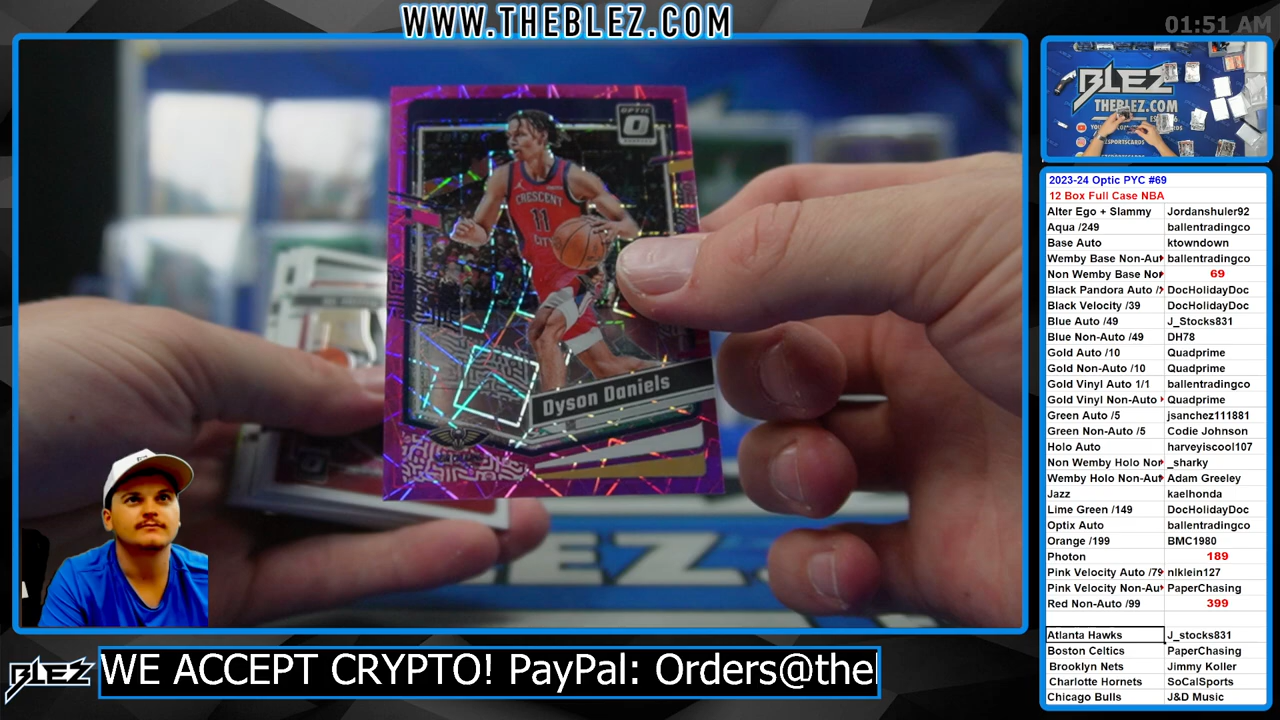 WWW.THEBLEZ.COM
01:51 AM
OPTIC
O
CRESCENT
11
CITY
Dyson Daniels
BLEZ
THEBLEZ.COM
2023-24 Optic PYC #69
12 Box Full Case NBA
Alter Ego + Slammy Jordanshuler92
Aqua /249 ballentradingco
Base Auto ktowndown
Wemby Base Non-Au ballentradingco
Non Wemby Base Nor 69
Black Pandora Auto / DocHolidayDoc
Black Velocity /39 DocHolidayDoc
Blue Auto /49 J_Stocks831
Blue Non-Auto /49 DH78
Gold Auto /10 Quadprime
Gold Non-Auto /10 Quadprime
Gold Vinyl Auto 1/1 ballentradingco
Gold Vinyl Non-Auto Quadprime
Green Auto /5 jsanchez111881
Green Non-Auto /5 Codie Johnson
Holo Auto harveyiscool107
Non Wemby Holo Nor _sharky
Wemby Holo Non-Aut Adam Greeley
Jazz kaelhonda
Lime Green /149 DocHolidayDoc
Optix Auto ballentradingco
Orange /199 BMC1980
Photon 189
Pink Velocity Auto /79 nlklein127
Pink Velocity Non-Au PaperChasing
Red Non-Auto /99 399
Atlanta Hawks J_stocks831
Boston Celtics PaperChasing
Brooklyn Nets Jimmy Koller
Charlotte Hornets SoCalSports
Chicago Bulls J&D Music
BLEZ
WE ACCEPT CRYPTO! PayPal: Orders@the